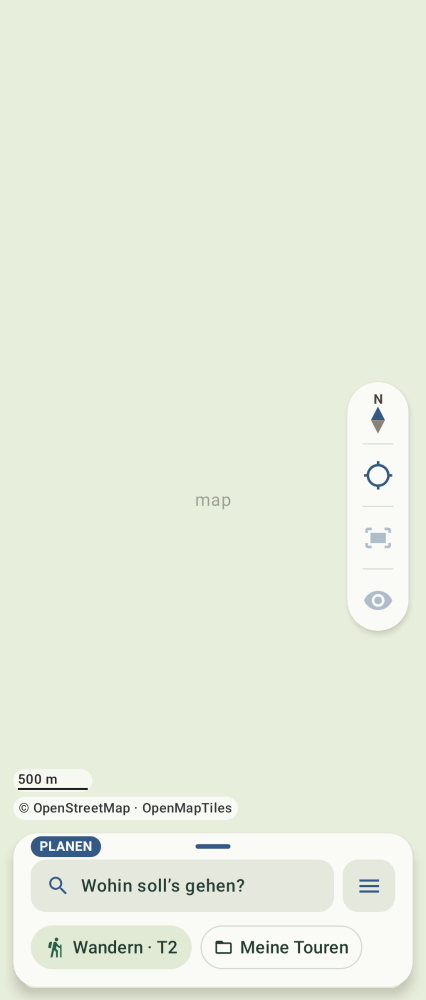 N
map
500 m
© OpenStreetMap · OpenMapTiles
PLANEN
Wohin soll’s gehen?
Wandern · T2
Meine Touren